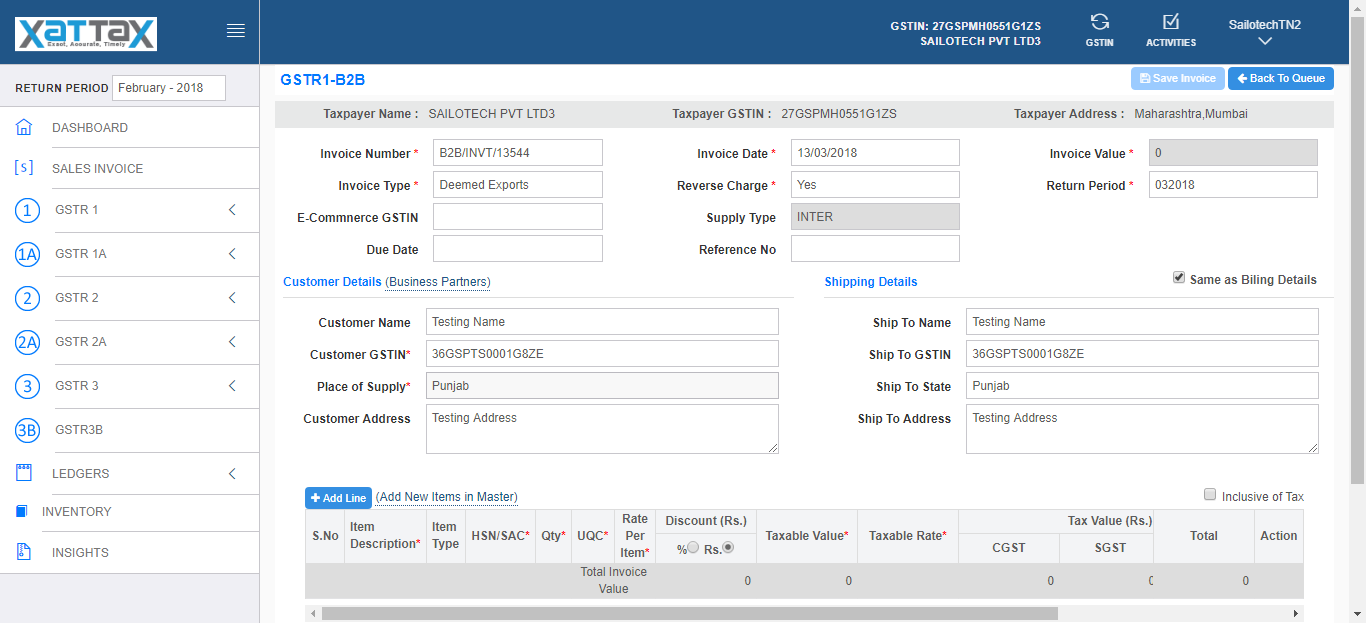 XaTTaX
Exact, Accurate, Timely
GSTIN: 27GSPMH0551G1ZS
SAILOTECH PVT LTD3
GSTIN
ACTIVITIES
SailotechTN2
RETURN PERIOD February - 2018
DASHBOARD
[s] SALES INVOICE
1 GSTR 1
1A GSTR 1A
2 GSTR 2
2A GSTR 2A
3 GSTR 3
3B GSTR3B
LEDGERS
INVENTORY
INSIGHTS
GSTR1-B2B
Save Invoice
Back To Queue
Taxpayer Name : SAILOTECH PVT LTD3 Taxpayer GSTIN : 27GSPMH0551G1ZS Taxpayer Address : Maharashtra,Mumbai
Invoice Number * B2B/INVT/13544 Invoice Date * 13/03/2018 Invoice Value * 0
Invoice Type * Deemed Exports Reverse Charge * Yes Return Period * 032018
E-Commnerce GSTIN Supply Type INTER
Due Date Reference No
Customer Details (Business Partners) Shipping Details Same as Biling Details
Customer Name Testing Name Ship To Name Testing Name
Customer GSTIN* 36GSPTS0001G8ZE Ship To GSTIN 36GSPTS0001G8ZE
Place of Supply* Punjab Ship To State Punjab
Customer Address Testing Address Ship To Address Testing Address
+ Add Line (Add New Items in Master) Inclusive of Tax
S.No Item Description* Item Type HSN/SAC* Qty* UQC* Rate Per Item* Discount (Rs.) Taxable Value* Taxable Rate* Tax Value (Rs.) Total Action
% Rs. CGST SGST
Total Invoice Value 0 0 0 0 0